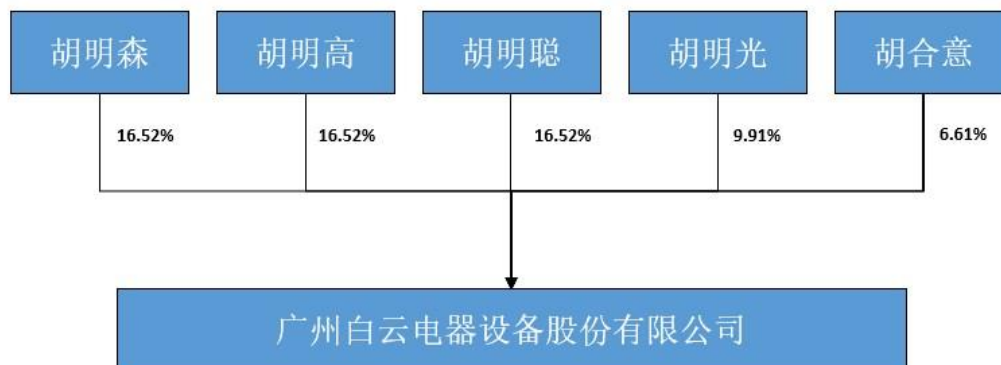 胡明森
胡明高
胡明聪
胡明光
胡合意
16.52%
16.52%
16.52%
9.91%
6.61%
广州白云电器设备股份有限公司